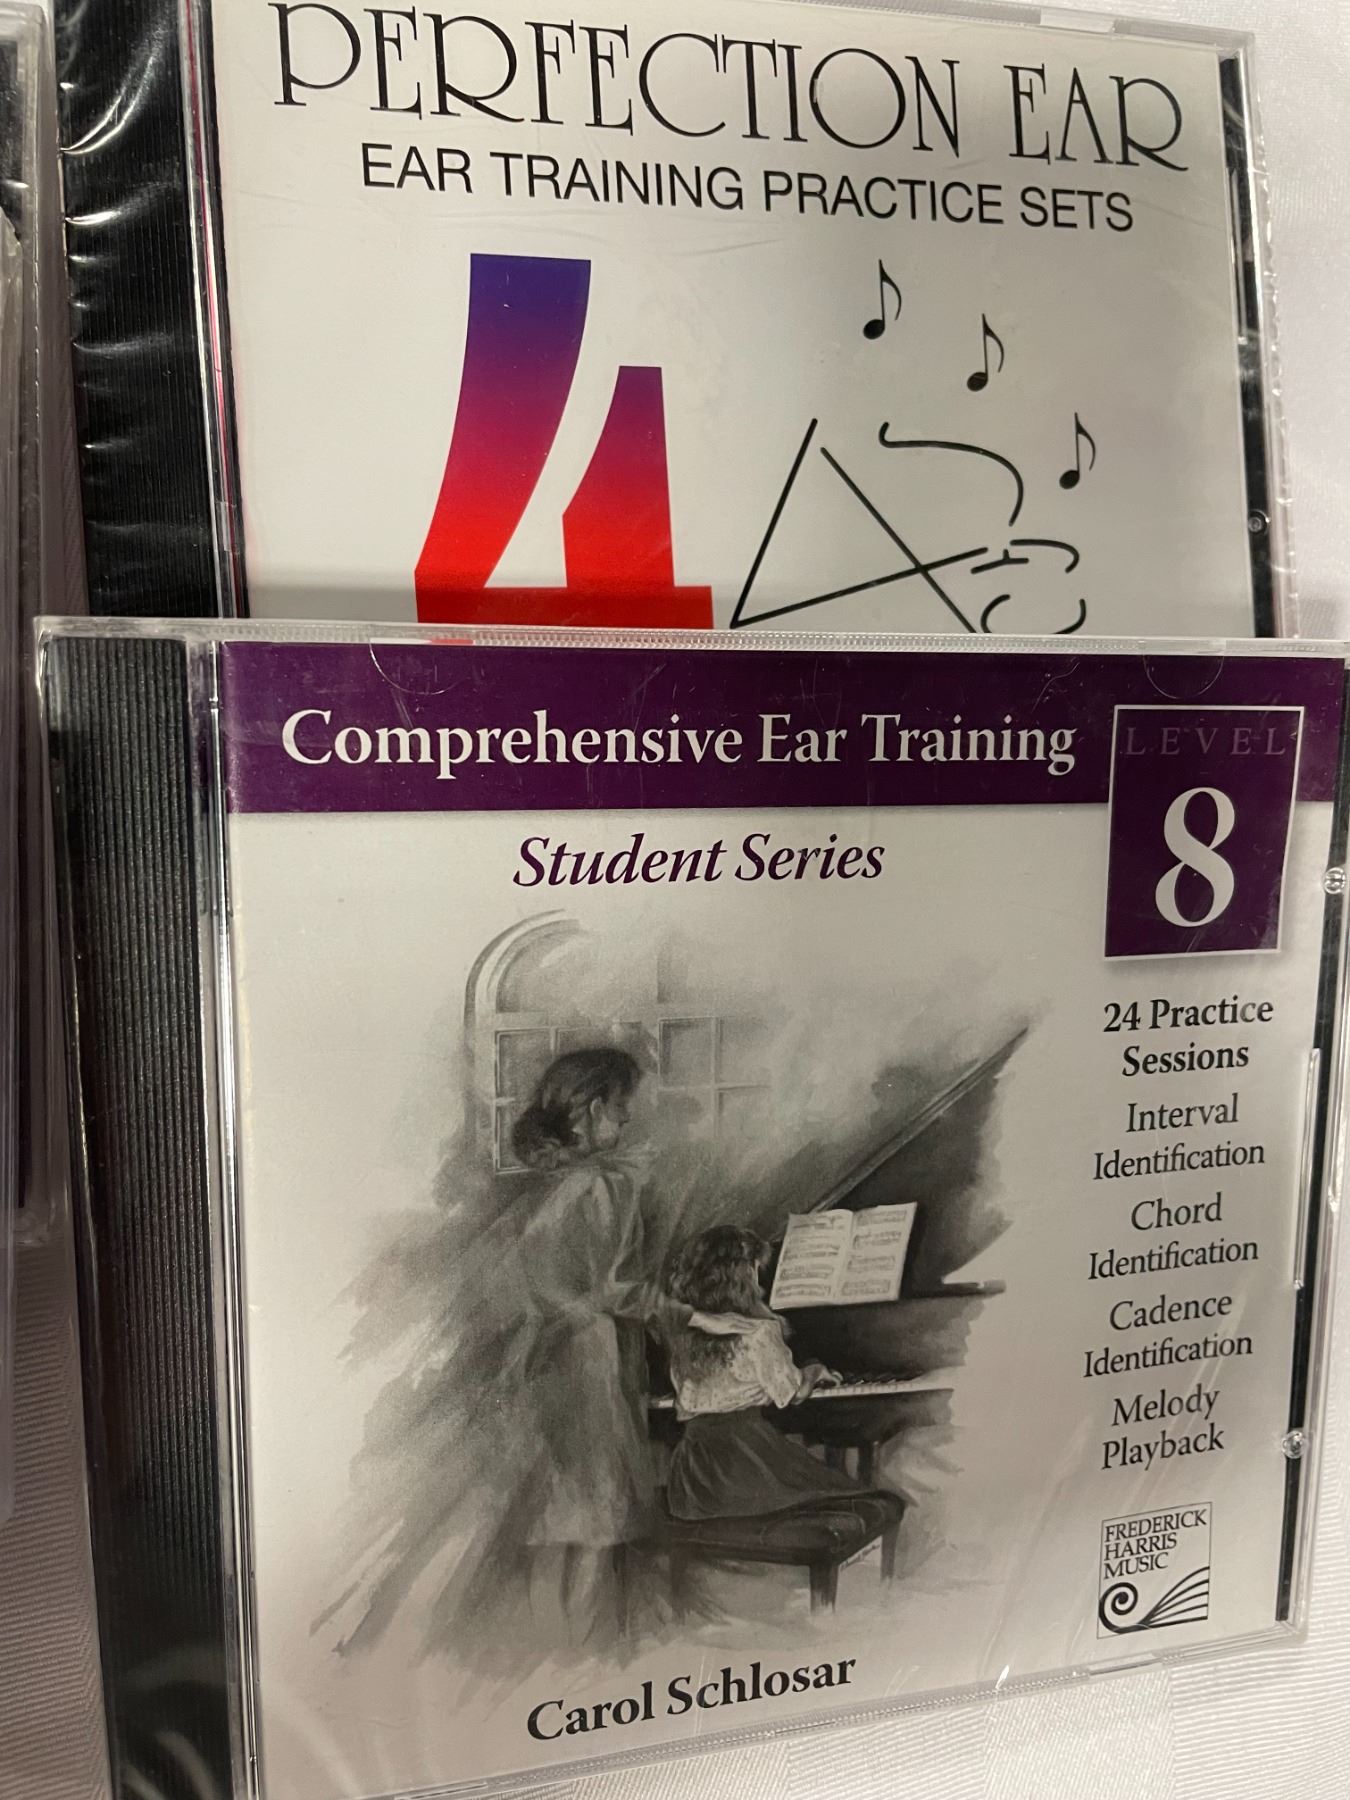 PERFECTION EAR
EAR TRAINING PRACTICE SETS
4
Comprehensive Ear Training
Student Series
LEVEL
8
24 Practice
Sessions
Interval
Identification
Chord
Identification
Cadence
Identification
Melody
Playback
FREDERICK
HARRIS
MUSIC
Carol Schlosar